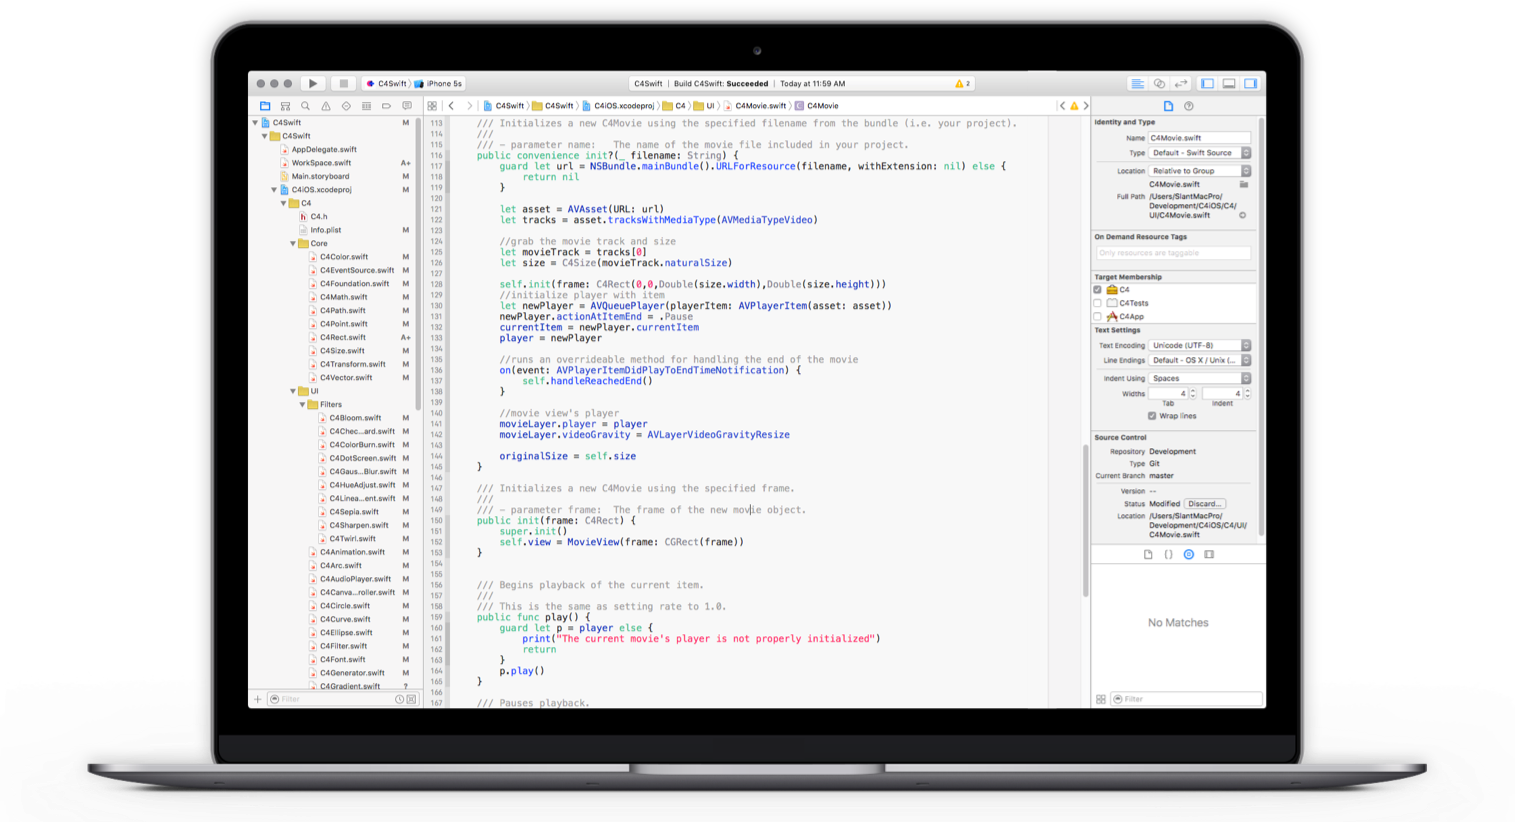 C4Swift iPhone 5s
C4Swift | Build C4Swift: Succeeded | Today at 11:59 AM
2
C4Swift C4Swift C4iOS.xcodeproj C4 UI C4Movie.swift C C4Movie
C4Swift M
C4Swift
AppDelegate.swift
WorkSpace.swift A+
Main.storyboard M
C4iOS.xcodeproj M
C4
h C4.h
Info.plist M
Core
C4Color.swift M
C4EventSource.swift M
C4Foundation.swift M
C4Math.swift M
C4Path.swift M
C4Point.swift M
C4Rect.swift A+
C4Size.swift M
C4Transform.swift M
C4Vector.swift M
UI
Filters
C4Bloom.swift M
C4Chec...ard.swift M
C4ColorBurn.swift M
C4DotScreen.swift M
C4Gaus...Blur.swift M
C4HueAdjust.swift M
C4Linea...ent.swift M
C4Sepia.swift M
C4Sharpen.swift M
C4Twirl.swift M
C4Animation.swift M
C4Arc.swift M
C4AudioPlayer.swift M
C4Canva...roller.swift M
C4Circle.swift M
C4Curve.swift M
C4Ellipse.swift M
C4Filter.swift M
C4Font.swift M
C4Generator.swift M
C4Gradient.swift ?
Filter
113 /// Initializes a new C4Movie using the specified filename from the bundle (i.e. your project).
114 ///
115 /// - parameter name: The name of the movie file included in your project.
116 public convenience init?(_ filename: String) {
117 guard let url = NSBundle.mainBundle().URLForResource(filename, withExtension: nil) else {
118 return nil
119 }
120
121 let asset = AVAsset(URL: url)
122 let tracks = asset.tracksWithMediaType(AVMediaTypeVideo)
123
124 //grab the movie track and size
125 let movieTrack = tracks[0]
126 let size = C4Size(movieTrack.naturalSize)
127
128 self.init(frame: C4Rect(0,0,Double(size.width),Double(size.height)))
129 //initialize player with item
130 let newPlayer = AVQueuePlayer(playerItem: AVPlayerItem(asset: asset))
131 newPlayer.actionAtItemEnd = .Pause
132 currentItem = newPlayer.currentItem
133 player = newPlayer
134
135 //runs an overrideable method for handling the end of the movie
136 on(event: AVPlayerItemDidPlayToEndTimeNotification) {
137 self.handleReachedEnd()
138 }
139
140 //movie view's player
141 movieLayer.player = player
142 movieLayer.videoGravity = AVLayerVideoGravityResize
143
144 originalSize = self.size
145 }
146
147 /// Initializes a new C4Movie using the specified frame.
148 ///
149 /// - parameter frame: The frame of the new movie object.
150 public init(frame: C4Rect) {
151 super.init()
152 self.view = MovieView(frame: CGRect(frame))
153 }
154
155
156 /// Begins playback of the current item.
157 ///
158 /// This is the same as setting rate to 1.0.
159 public func play() {
160 guard let p = player else {
161 print("The current movie's player is not properly initialized")
162 return
163 }
164 p.play()
165 }
166
167 /// Pauses playback.
Identity and Type
Name C4Movie.swift
Type Default - Swift Source
Location Relative to Group
C4Movie.swift
Full Path /Users/SlantMacPro/
Development/C4iOS/C4/
UI/C4Movie.swift
On Demand Resource Tags
Only resources are taggable
Target Membership
C4
C4Tests
C4App
Text Settings
Text Encoding Unicode (UTF-8)
Line Endings Default - OS X / Unix (...
Indent Using Spaces
Widths 4 4
Tab Indent
Wrap lines
Source Control
Repository Development
Type Git
Current Branch master
Version --
Status Modified Discard...
Location /Users/SlantMacPro/
Development/C4iOS/C4/UI/
C4Movie.swift
No Matches
Filter